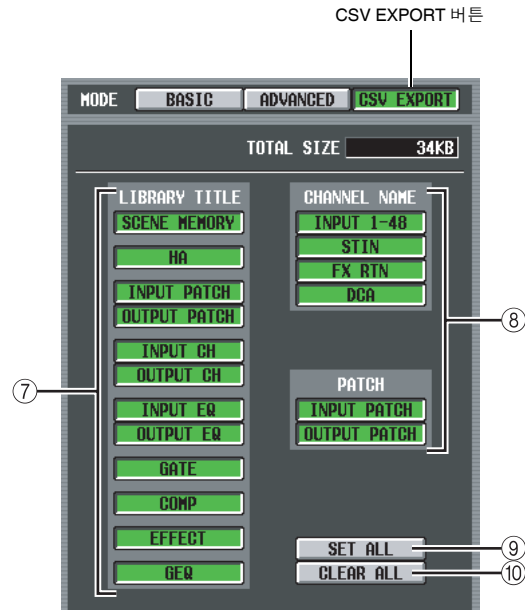 CSV EXPORT 버튼
MODE BASIC ADVANCED CSV EXPORT
TOTAL SIZE 34KB
LIBRARY TITLE
SCENE MEMORY
HA
INPUT PATCH
OUTPUT PATCH
INPUT CH
OUTPUT CH
INPUT EQ
OUTPUT EQ
GATE
COMP
EFFECT
GEQ
⑦
CHANNEL NAME
INPUT 1-48
STIN
FX RTN
DCA
PATCH
INPUT PATCH
OUTPUT PATCH
⑧
SET ALL ⑨
CLEAR ALL ⑩